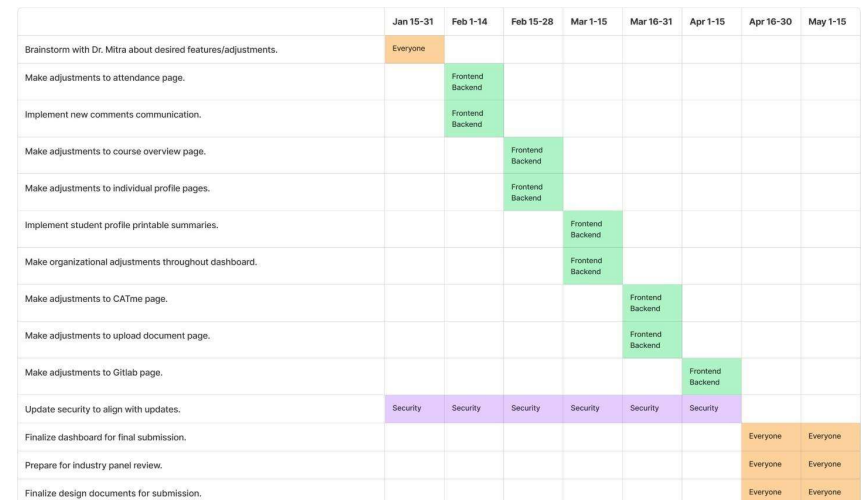 Jan 15-31 Feb 1-14 Feb 15-28 Mar 1-15 Mar 16-31 Apr 1-15 Apr 16-30 May 1-15
Brainstorm with Dr. Mitra about desired features/adjustments. Everyone
Make adjustments to attendance page. Frontend
Backend
Implement new comments communication. Frontend
Backend
Make adjustments to course overview page. Frontend
Backend
Make adjustments to individual profile pages. Frontend
Backend
Implement student profile printable summaries. Frontend
Backend
Make organizational adjustments throughout dashboard. Frontend
Backend
Make adjustments to CATme page. Frontend
Backend
Make adjustments to upload document page. Frontend
Backend
Make adjustments to Gitlab page. Frontend
Backend
Update security to align with updates. Security Security Security Security Security Security
Finalize dashboard for final submission. Everyone Everyone
Prepare for industry panel review. Everyone Everyone
Finalize design documents for submission. Everyone Everyone